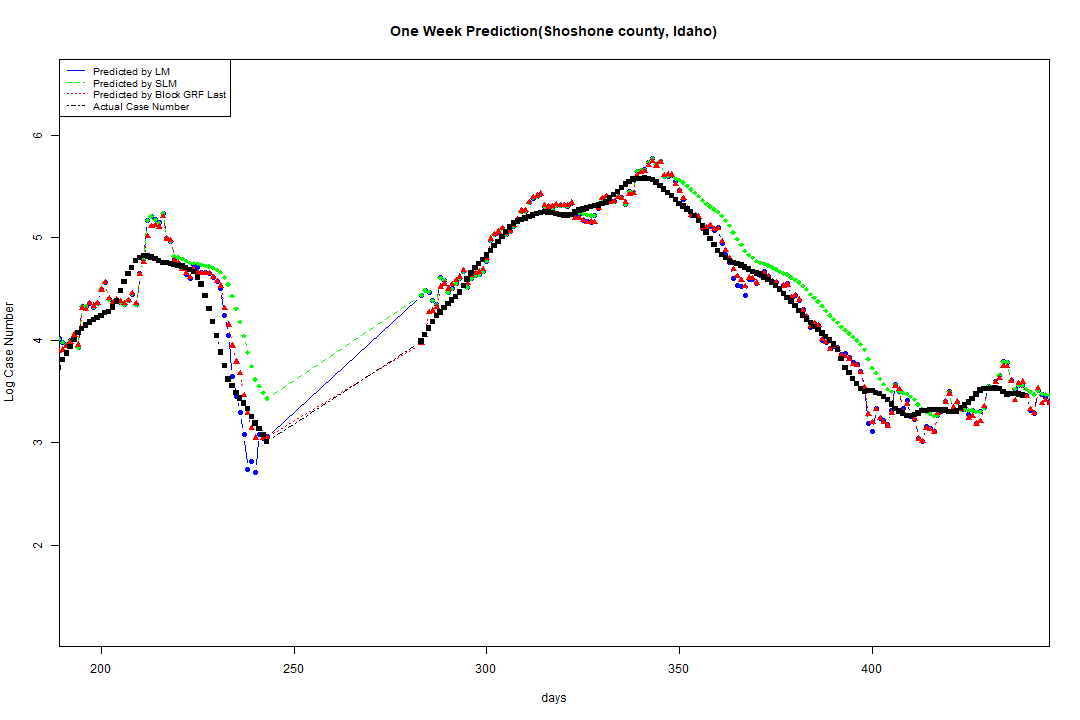 One Week Prediction(Shoshone county, Idaho)
Predicted by LM
Predicted by SLM
Predicted by Block GRF Last
Actual Case Number
6
5
4
3
2
Log Case Number
200
250
300
350
400
days